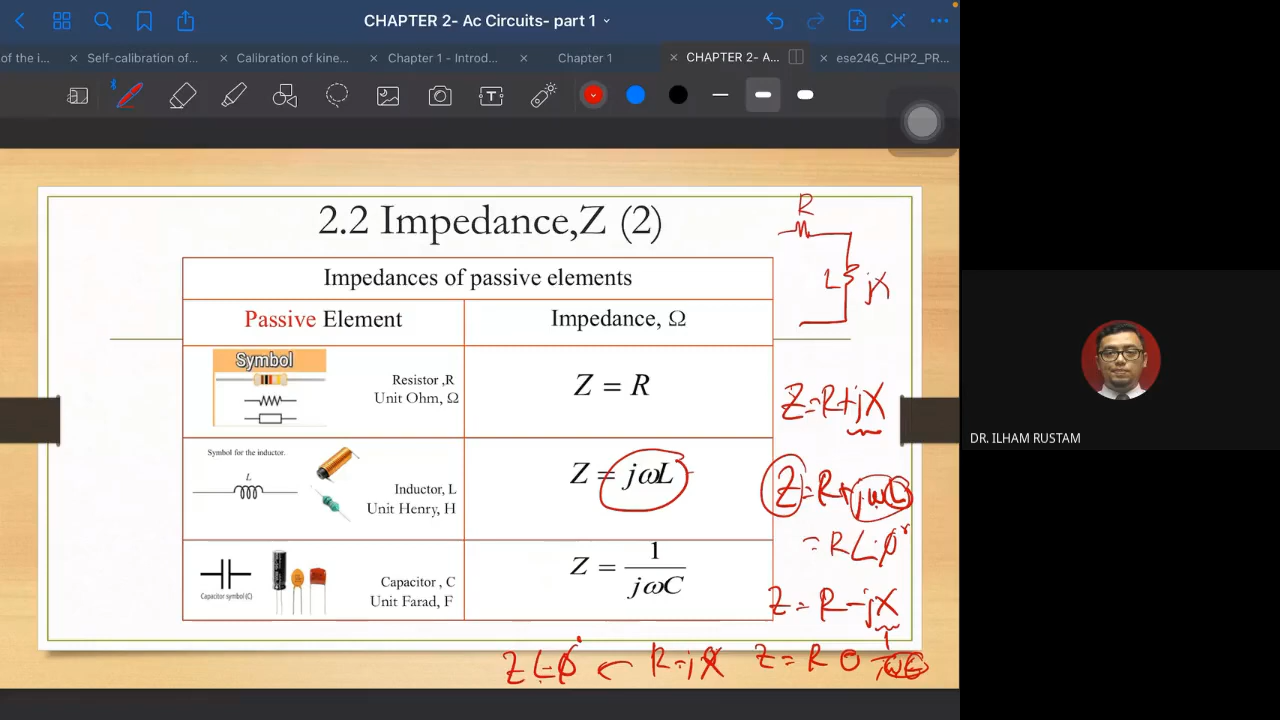 CHAPTER 2- Ac Circuits- part 1
of the i...
Self-calibration of...
Calibration of kine...
Chapter 1 - Introd...
Chapter 1
CHAPTER 2- A...
ese246_CHP2_PR...
2.2 Impedance,Z (2)
Impedances of passive elements
Passive Element
Impedance, Ω
Symbol
Resistor ,R
Unit Ohm, Ω
Z = R
Symbol for the inductor.
L
Inductor, L
Unit Henry, H
Z = jωL
Capacitor symbol (C)
Capacitor , C
Unit Farad, F
Z = 1/jωC
R
L
jX
Z=R+jX
Z=R+jωL
Z = R-jX
R-jX
Z = R
DR. ILHAM RUSTAM